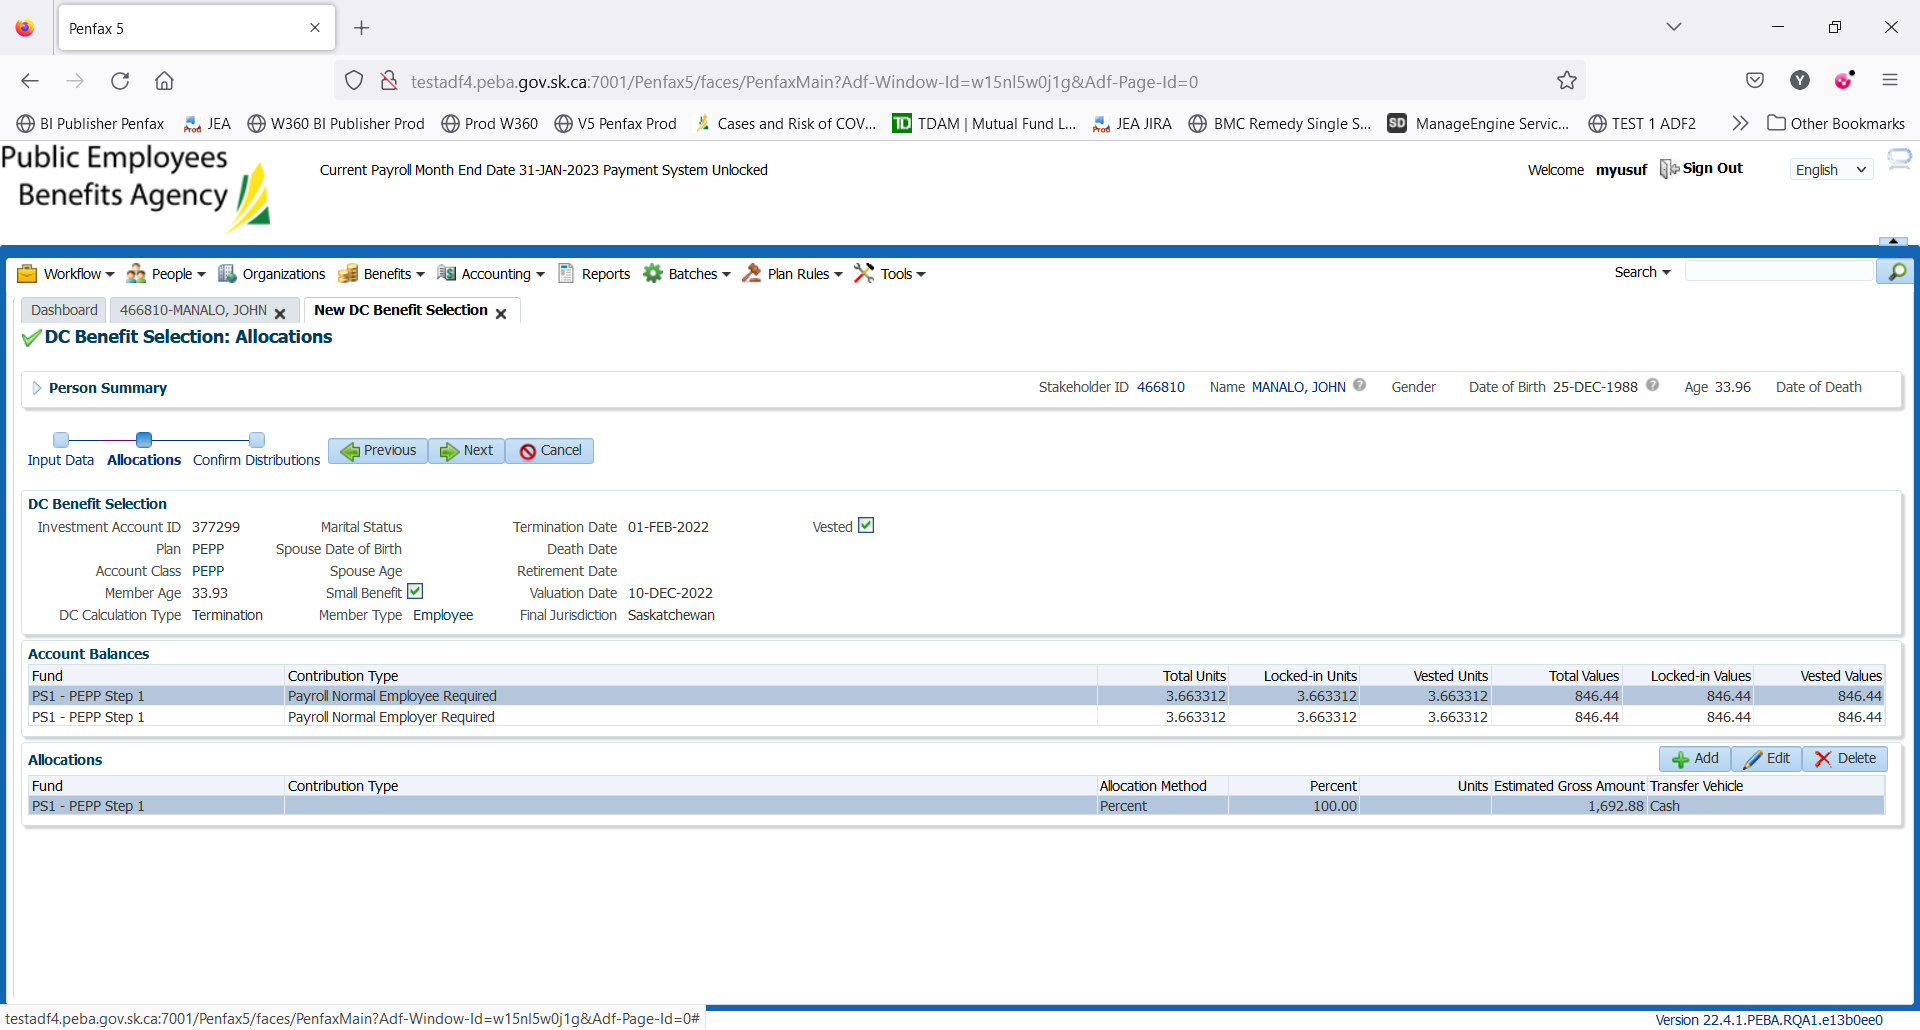 Penfax 5
testadf4.peba.gov.sk.ca:7001/Penfax5/faces/PenfaxMain?Adf-Window-Id=w15nl5w0j1g&Adf-Page-Id=0
Y
BI Publisher Penfax JEA W360 BI Publisher Prod Prod W360 V5 Penfax Prod Cases and Risk of COV... TDAM | Mutual Fund L... JEA JIRA BMC Remedy Single S... SD ManageEngine Servic... TEST 1 ADF2 Other Bookmarks
Public Employees
Benefits Agency
Current Payroll Month End Date 31-JAN-2023 Payment System Unlocked
Welcome myusuf Sign Out English
Workflow People Organizations Benefits Accounting Reports Batches Plan Rules Tools Search
Dashboard 466810-MANALO, JOHN New DC Benefit Selection
DC Benefit Selection: Allocations
Person Summary Stakeholder ID 466810 Name MANALO, JOHN Gender Date of Birth 25-DEC-1988 Age 33.96 Date of Death
Input Data Allocations Confirm Distributions Previous Next Cancel
DC Benefit Selection
Investment Account ID 377299 Marital Status Termination Date 01-FEB-2022 Vested
Plan PEPP Spouse Date of Birth Death Date
Account Class PEPP Spouse Age Retirement Date
Member Age 33.93 Small Benefit Valuation Date 10-DEC-2022
DC Calculation Type Termination Member Type Employee Final Jurisdiction Saskatchewan
Account Balances
Fund Contribution Type Total Units Locked-in Units Vested Units Total Values Locked-in Values Vested Values
PS1 - PEPP Step 1 Payroll Normal Employee Required 3.663312 3.663312 3.663312 846.44 846.44 846.44
PS1 - PEPP Step 1 Payroll Normal Employer Required 3.663312 3.663312 3.663312 846.44 846.44 846.44
Allocations Add Edit Delete
Fund Contribution Type Allocation Method Percent Units Estimated Gross Amount Transfer Vehicle
PS1 - PEPP Step 1 Percent 100.00 1,692.88 Cash
testadf4.peba.gov.sk.ca:7001/Penfax5/faces/PenfaxMain?Adf-Window-Id=w15nl5w0j1g&Adf-Page-Id=0#
Version 22.4.1.PEBA.RQA1.e13b0ee0